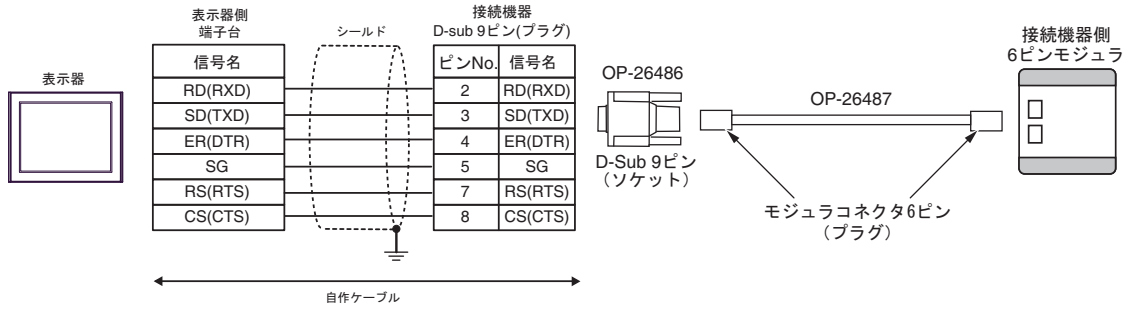 表示器
表示器側
端子台
シールド
接続機器
D-sub 9ピン(プラグ)
信号名
ピンNo. 信号名
RD(RXD) 2 RD(RXD)
SD(TXD) 3 SD(TXD)
ER(DTR) 4 ER(DTR)
SG 5 SG
RS(RTS) 7 RS(RTS)
CS(CTS) 8 CS(CTS)
自作ケーブル
OP-26486
D-Sub 9ピン
(ソケット)
OP-26487
モジュラコネクタ6ピン
(プラグ)
接続機器側
6ピンモジュラ